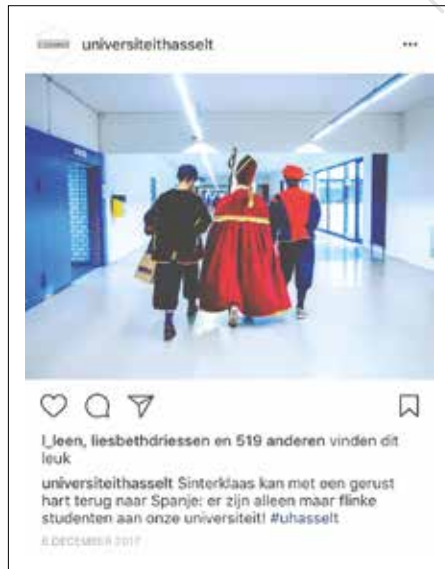 universiteithasselt
l_leen, liesbethdriessen en 519 anderen vinden dit
leuk
universiteithasselt Sinterklaas kan met een gerust
hart terug naar Spanje: er zijn alleen maar flinke
studenten aan onze universiteit! #uhasselt
6 DECEMBER 2017